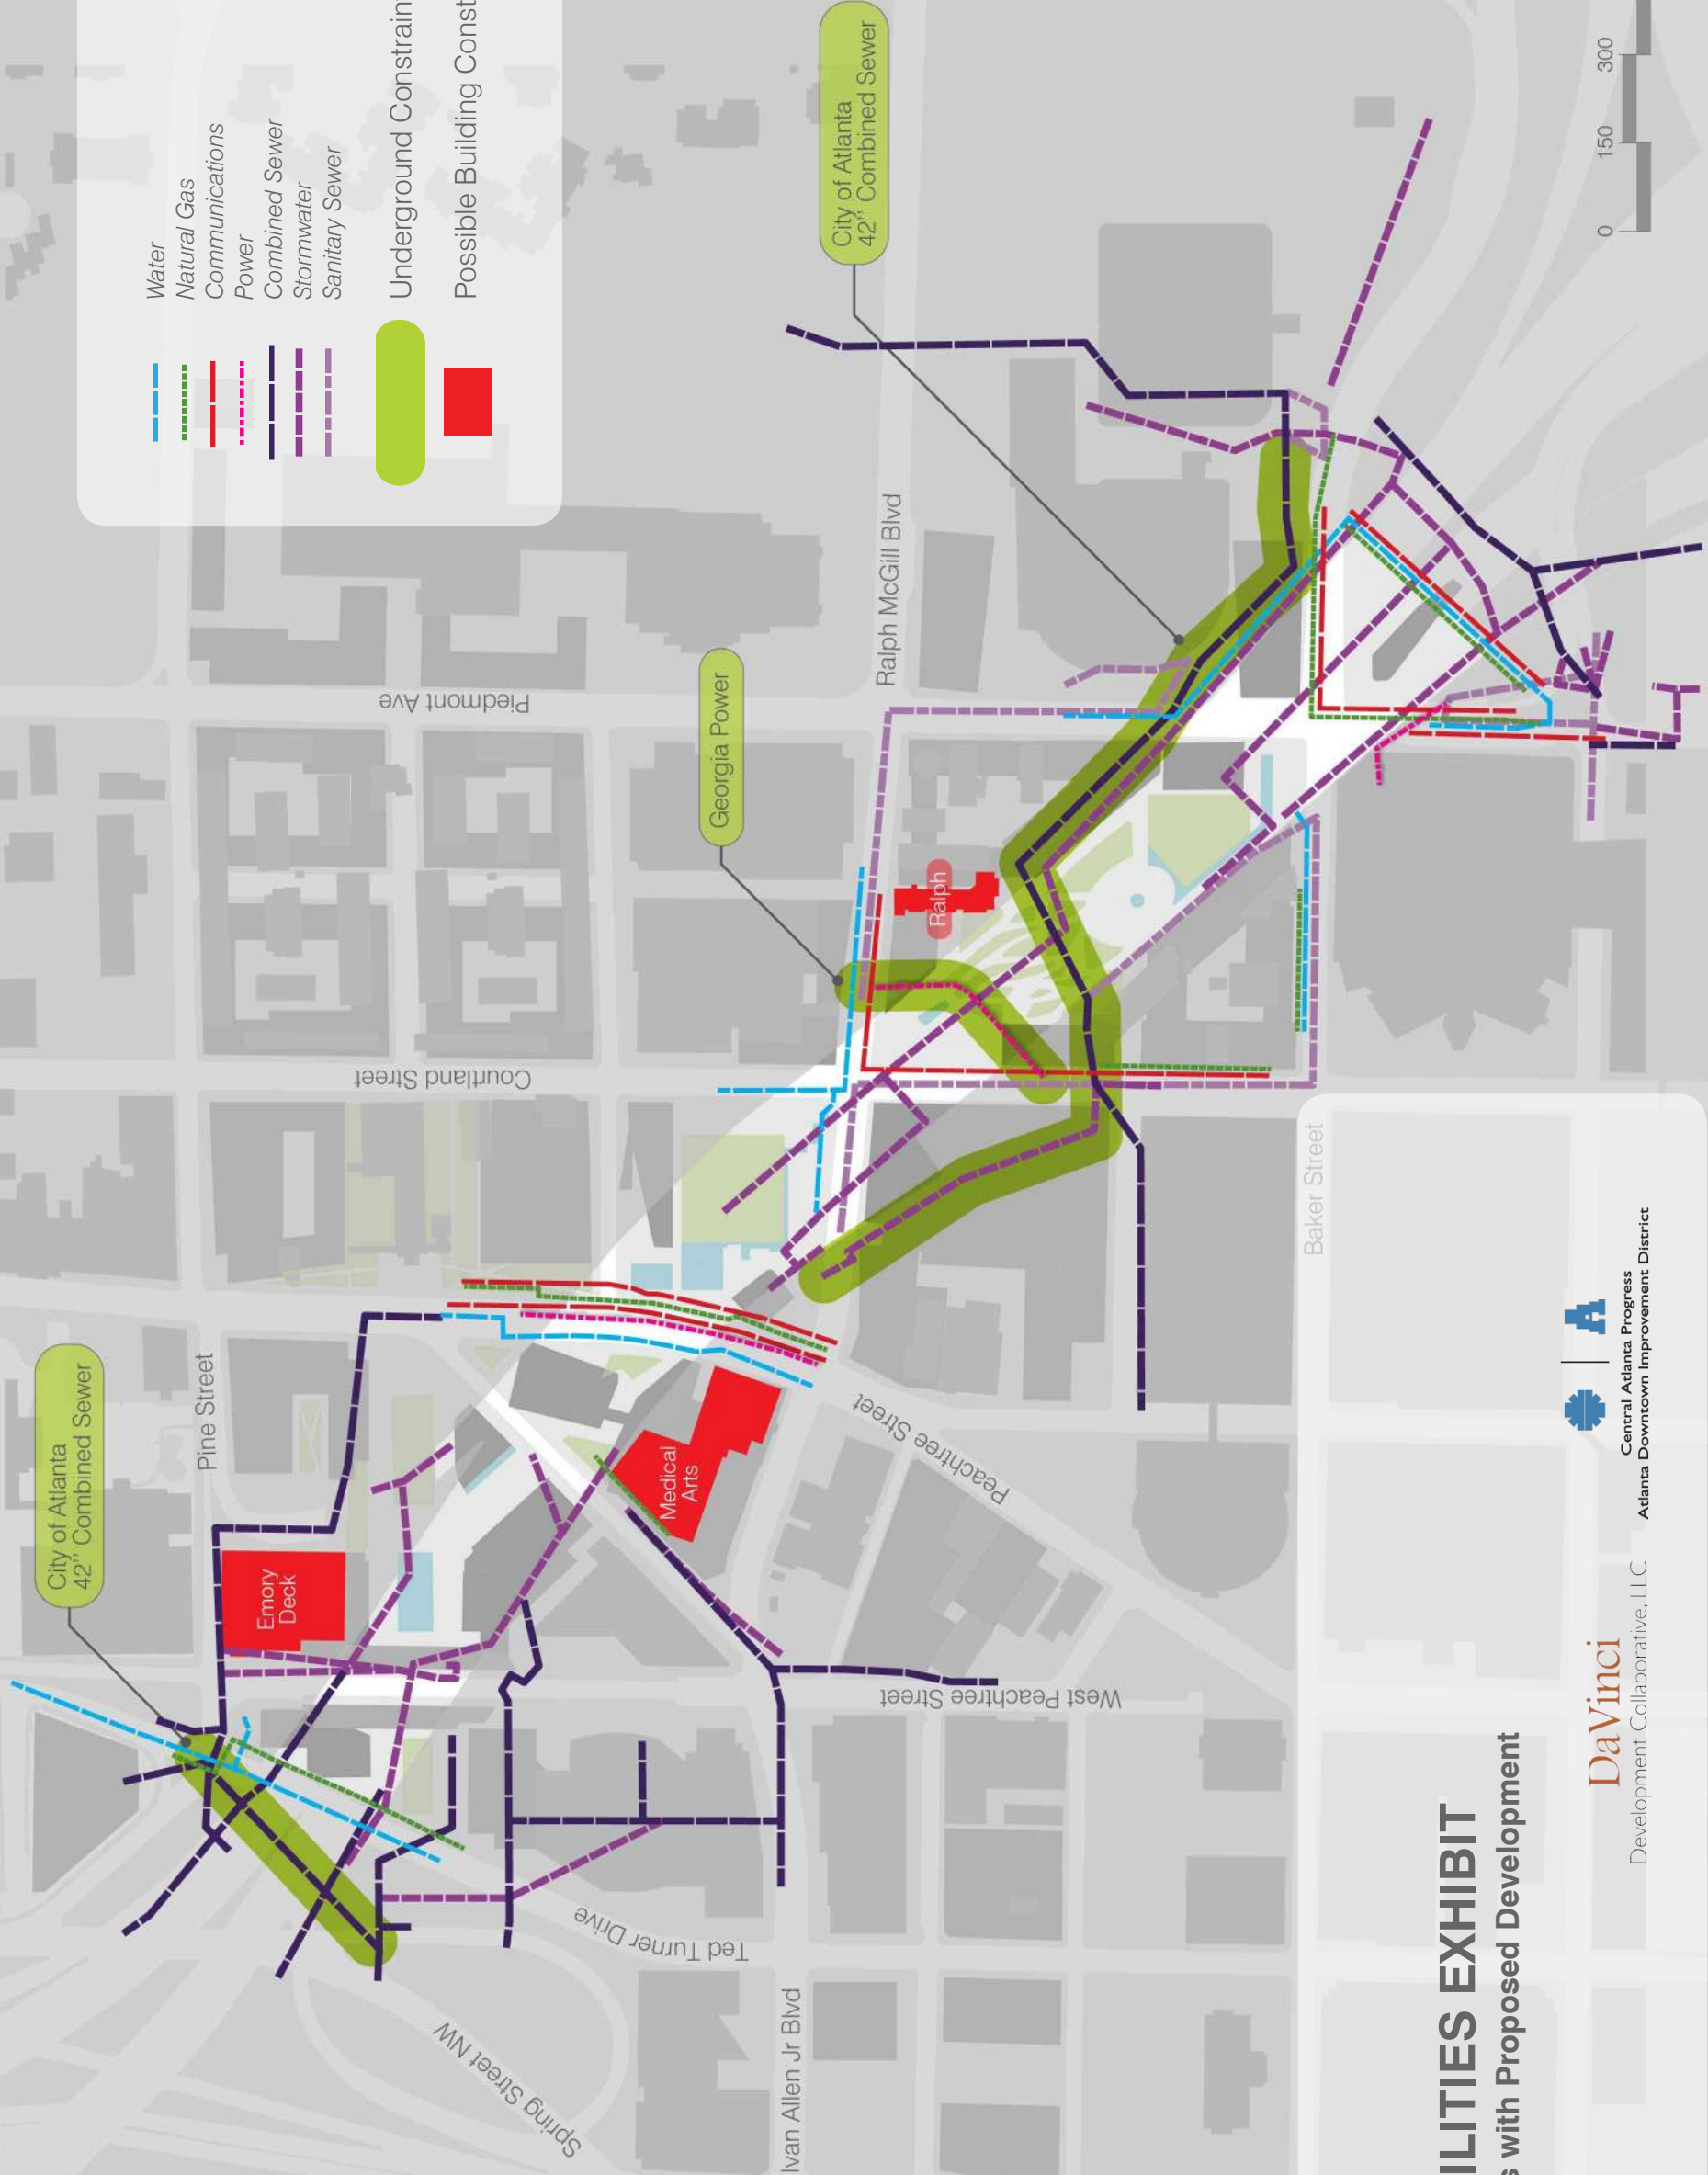 Water
Natural Gas
Communications
Power
Combined Sewer
Stormwater
Sanitary Sewer
Underground Constrain
Possible Building Const
City of Atlanta
42" Combined Sewer
Georgia Power
City of Atlanta
42" Combined Sewer
Ralph McGill Blvd
Piedmont Ave
Courtland Street
Pine Street
Peachtree Street
West Peachtree Street
Baker Street
Ted Turner Drive
Spring Street NW
Ivan Allen Jr Blvd
Ralph
Medical
Arts
Emory
Deck
0 150 300
ILITIES EXHIBIT
s with Proposed Development
DaVinci
Development Collaborative, LLC
Central Atlanta Progress
Atlanta Downtown Improvement District